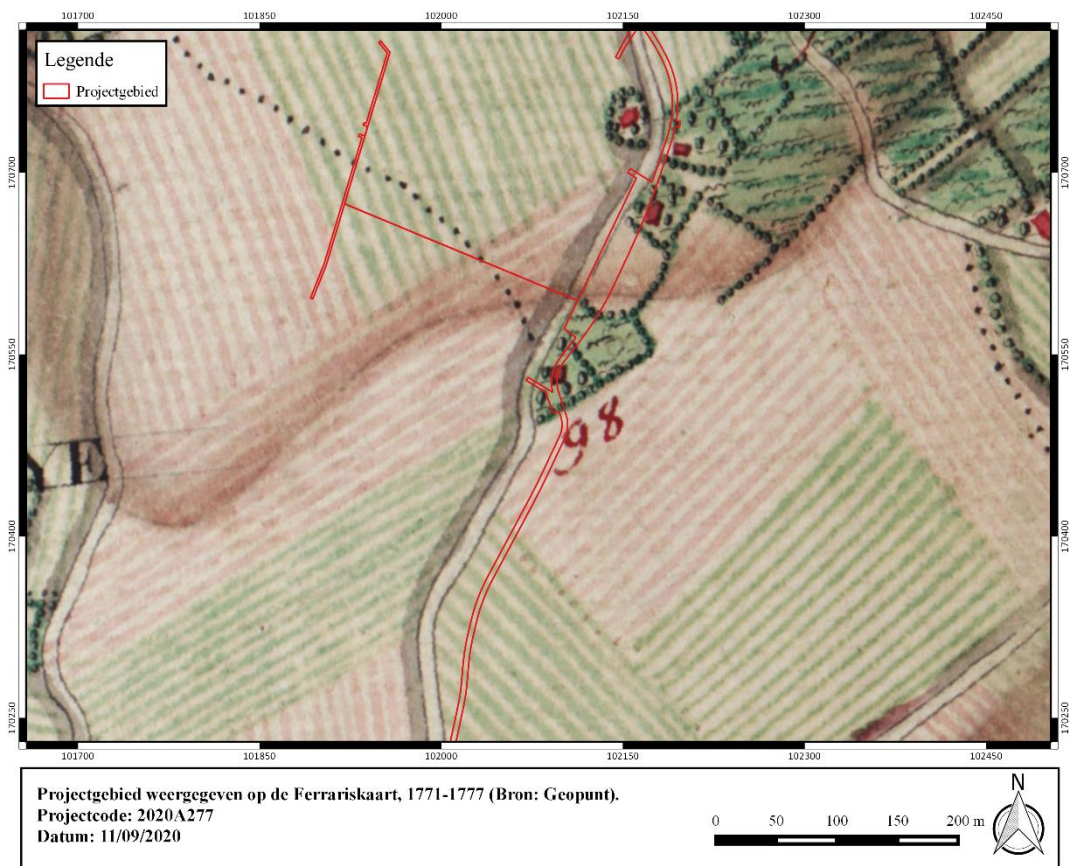 101700 101850 102000 102150 102300 102450
Legende
Projectgebied
170700 170700
170550 170550
98
E
170400 170400
170250 170250
101700 101850 102000 102150 102300 102450
Projectgebied weergegeven op de Ferrariskaart, 1771-1777 (Bron: Geopunt).
Projectcode: 2020A277
Datum: 11/09/2020
0 50 100 150 200 m
N